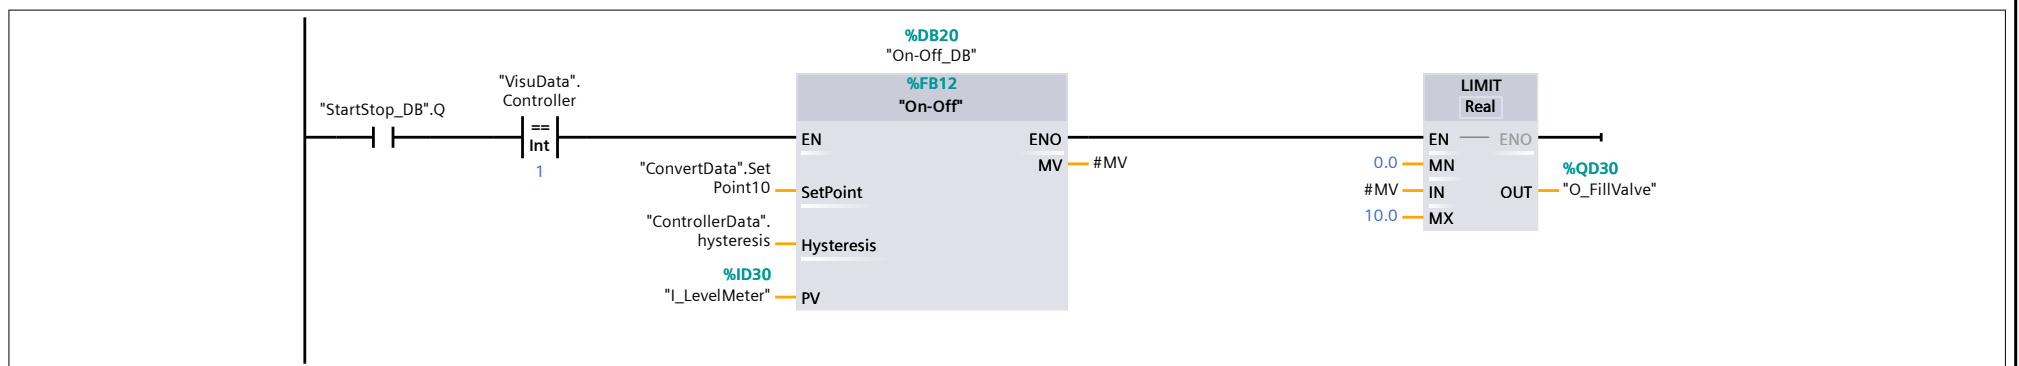 %DB20
"On-Off_DB"
"VisuData".
Controller
%FB12
"On-Off"
LIMIT
Real
"StartStop_DB".Q
==
Int
1
EN
ENO
EN
ENO
MV
#MV
0.0
MN
%QD30
"ConvertData".Set
Point10
SetPoint
#MV
IN
OUT
"O_FillValve"
10.0
MX
"ControllerData".
hysteresis
Hysteresis
%ID30
"I_LevelMeter"
PV